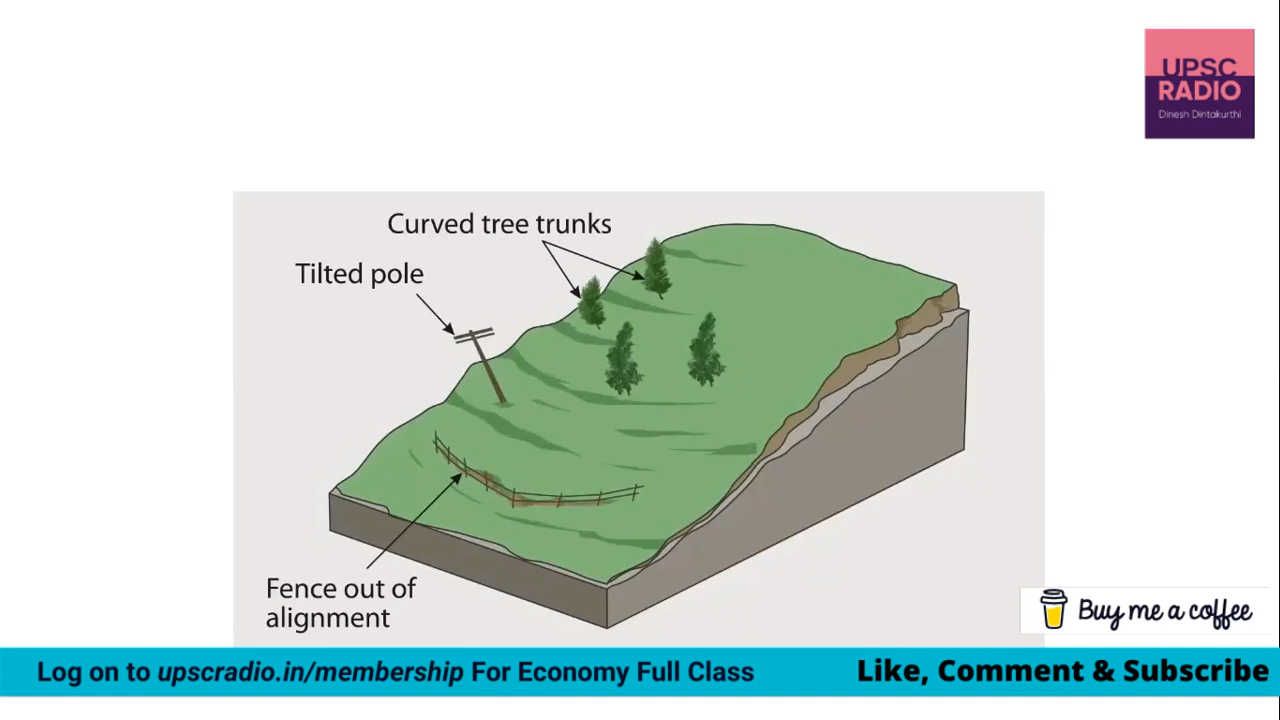 UPSC
RADIO
Dinesh Dintakurthi
Curved tree trunks
Tilted pole
Fence out of
alignment
Buy me a coffee
Log on to upscradio.in/membership For Economy Full Class
Like, Comment & Subscribe